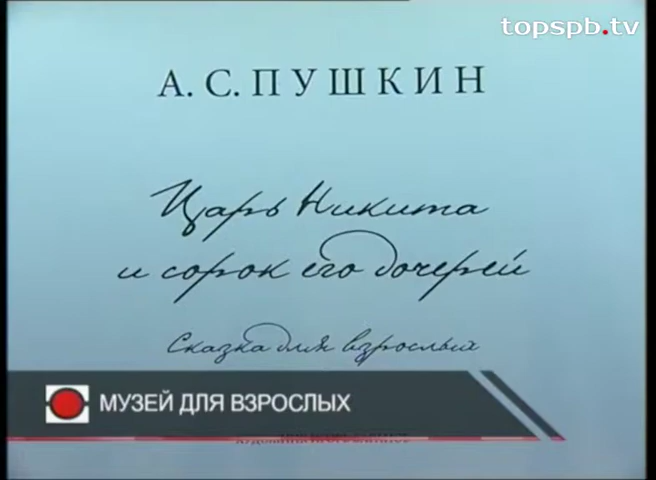 topspb.tv
А. С. ПУШКИН
Царь Никита
и сорок его дочерей
Сказка для взрослых
МУЗЕЙ ДЛЯ ВЗРОСЛЫХ